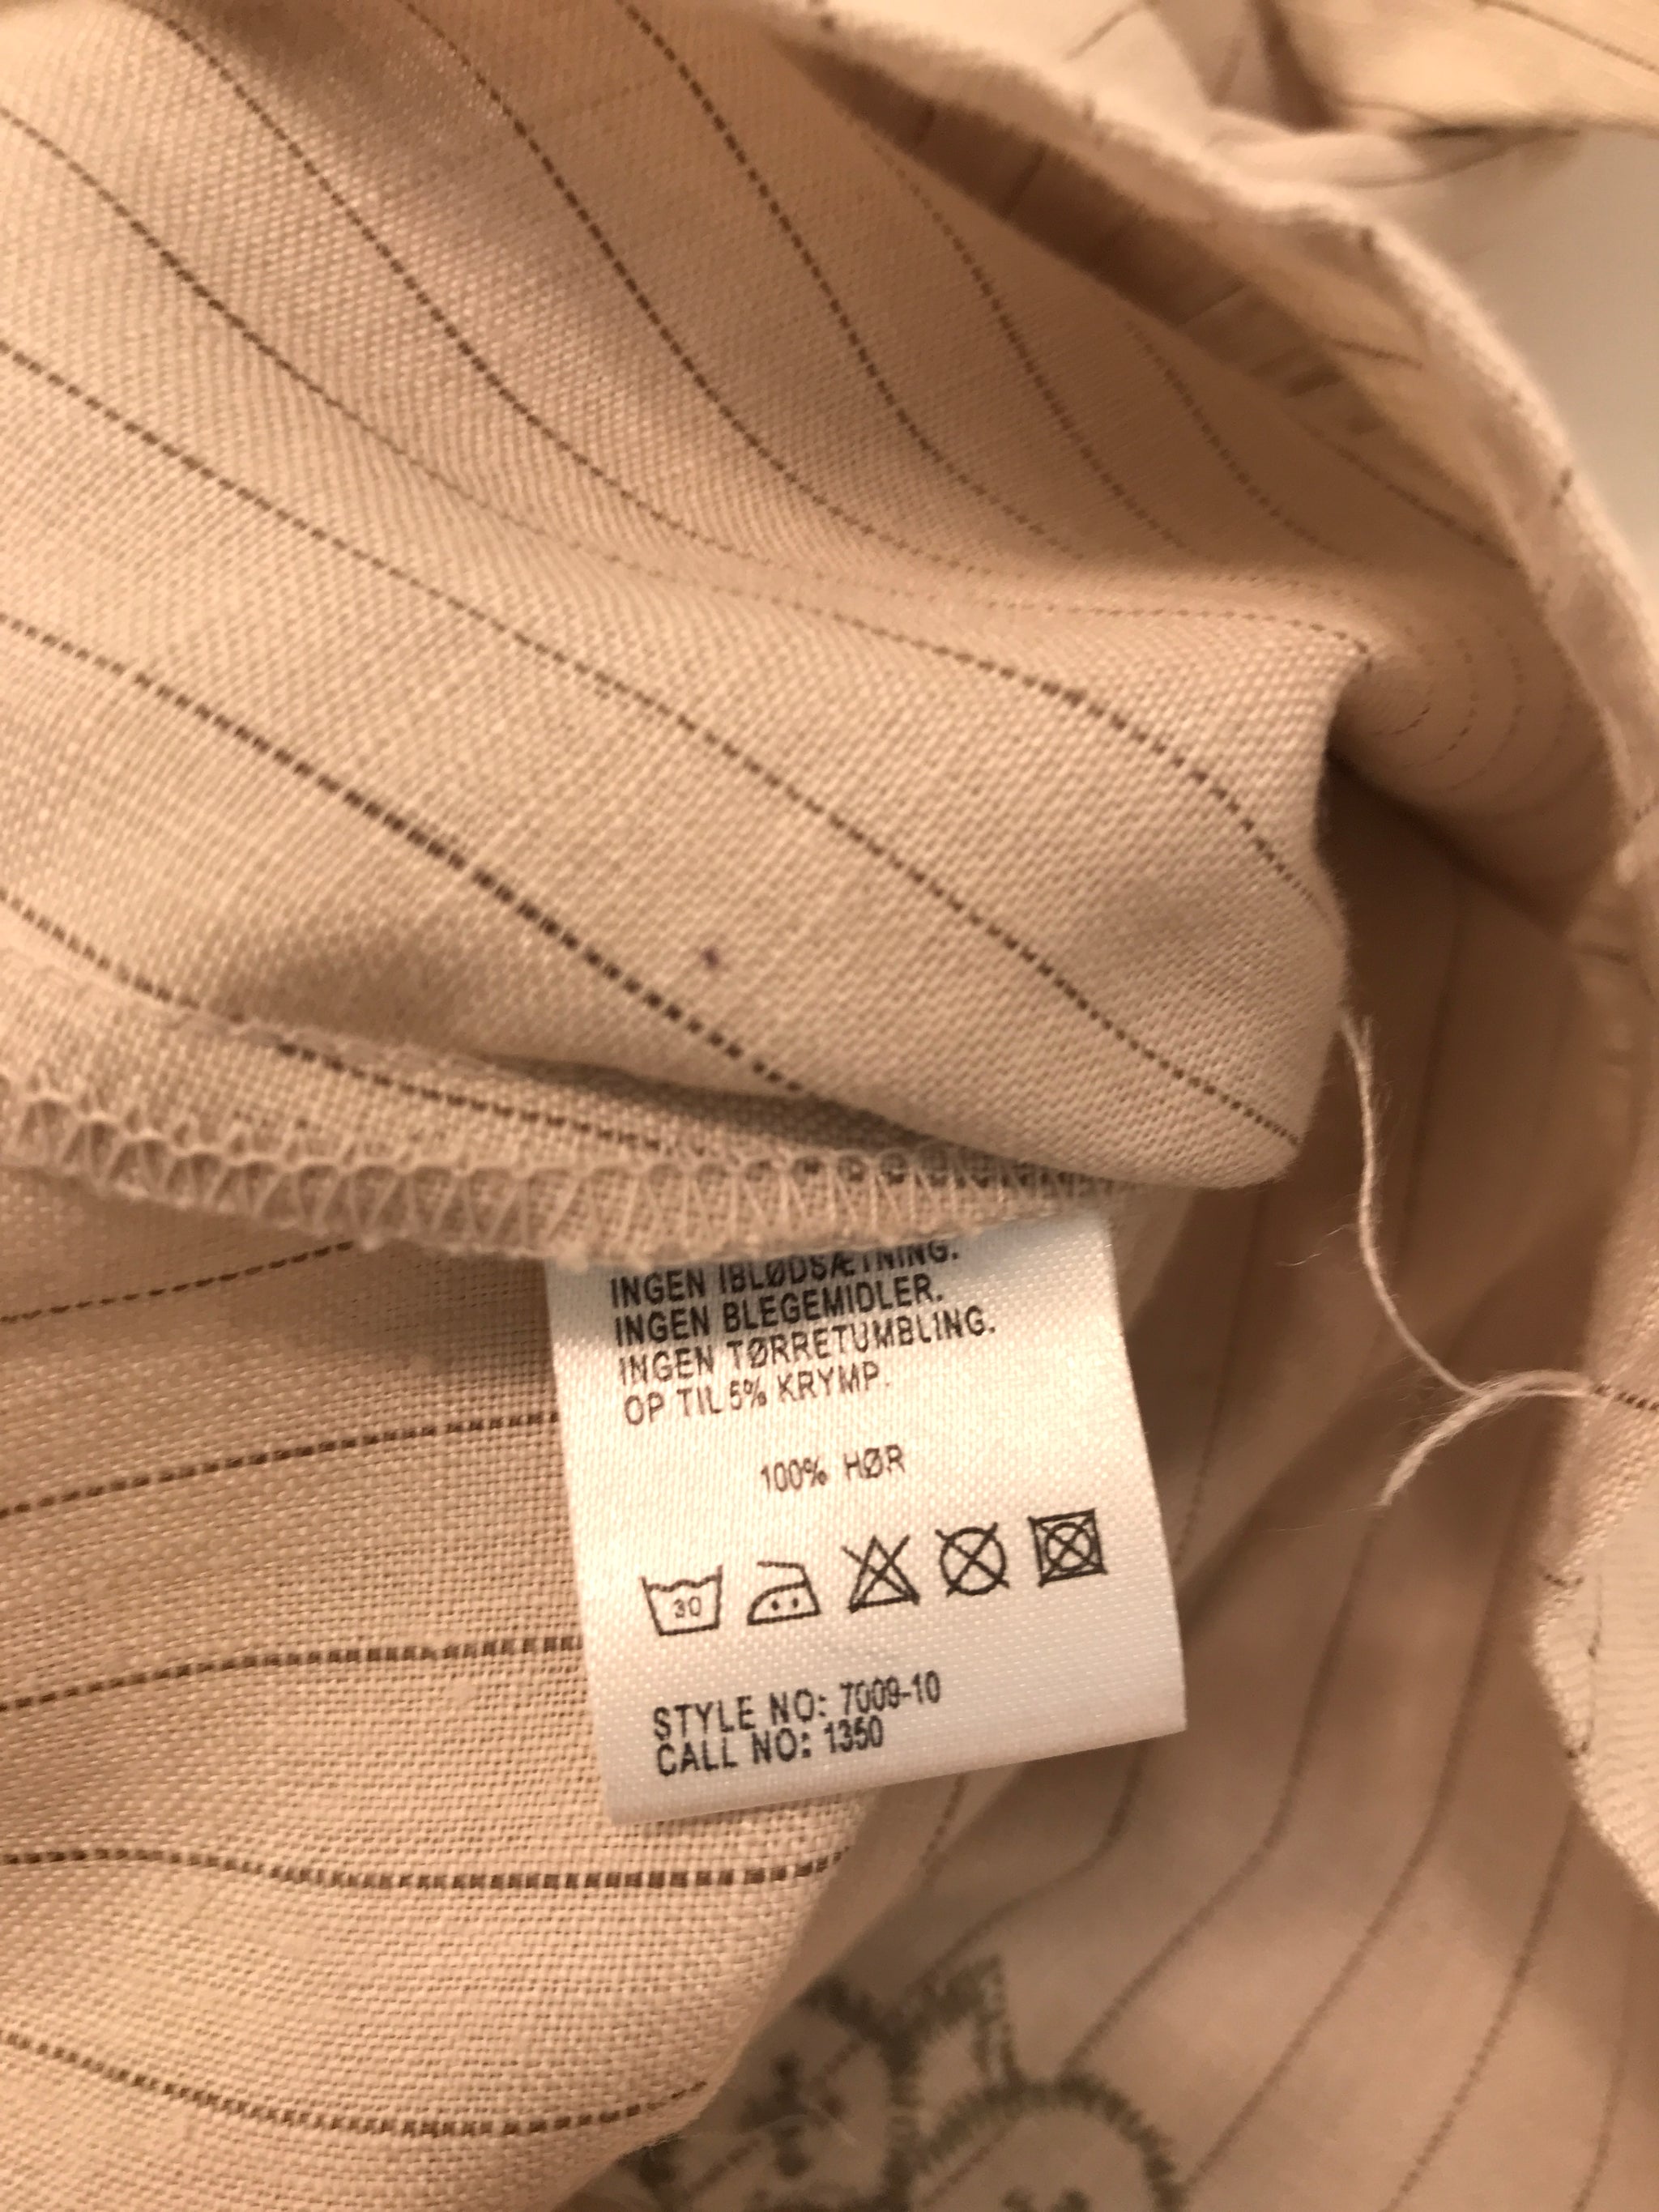 INGEN IBLØDSÆTNING.
INGEN BLEGEMIDLER.
INGEN TØRRETUMBLING.
OP TIL 5% KRYMP.
100% HØR
30
STYLE NO: 7009-10
CALL NO: 1350